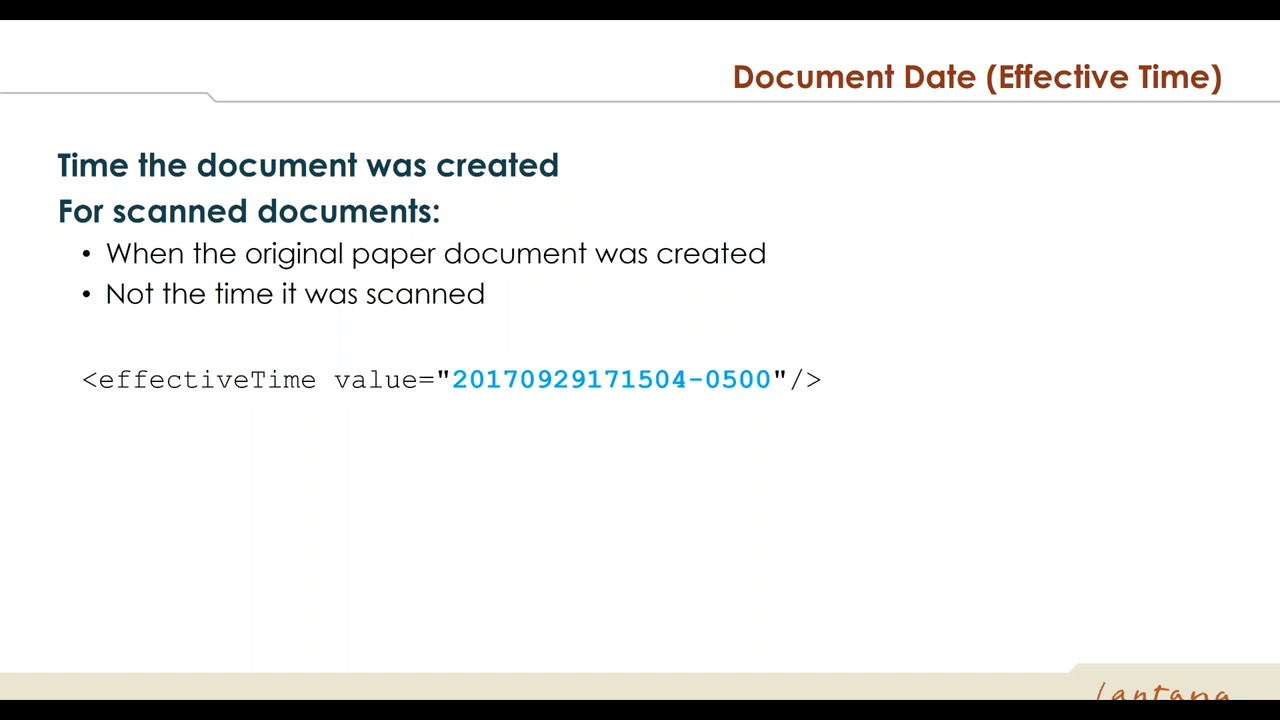 Document Date (Effective Time)
Time the document was created
For scanned documents:
• When the original paper document was created
• Not the time it was scanned
<effectiveTime value="20170929171504-0500"/>
lantana